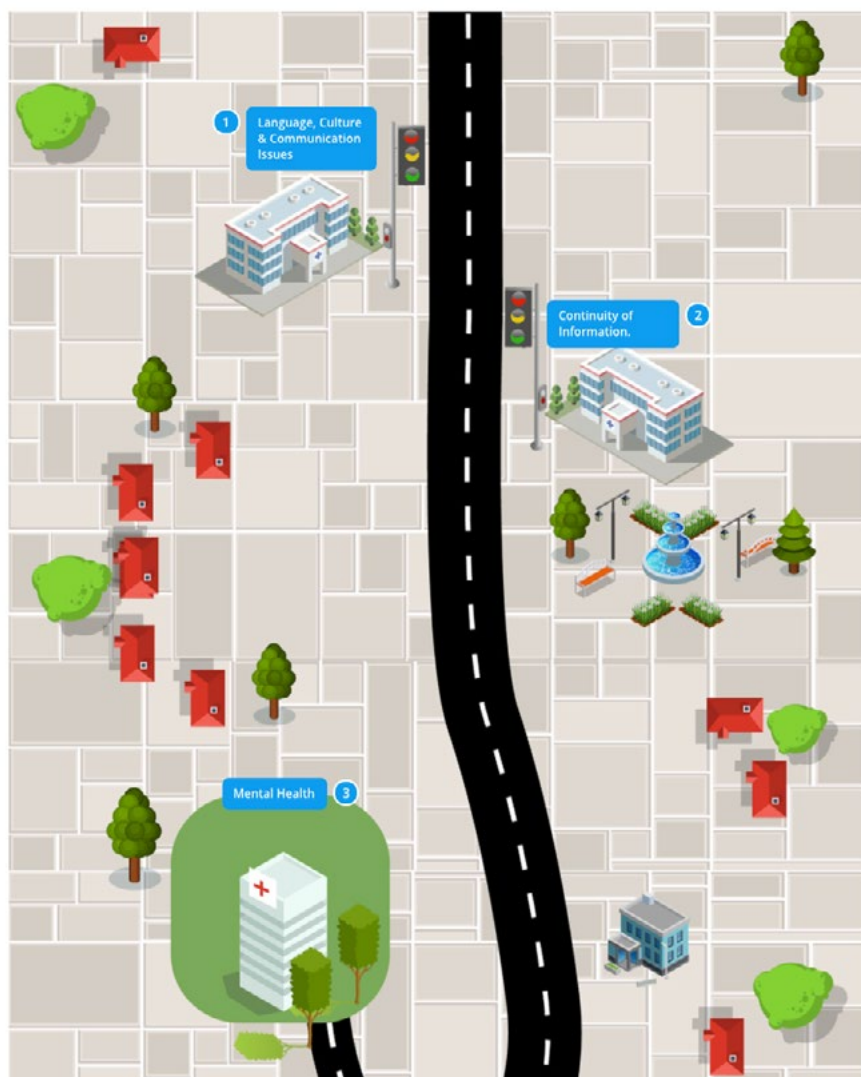 1
Language, Culture
& Communication
Issues
Continuity of
Information.
2
Mental Health
3